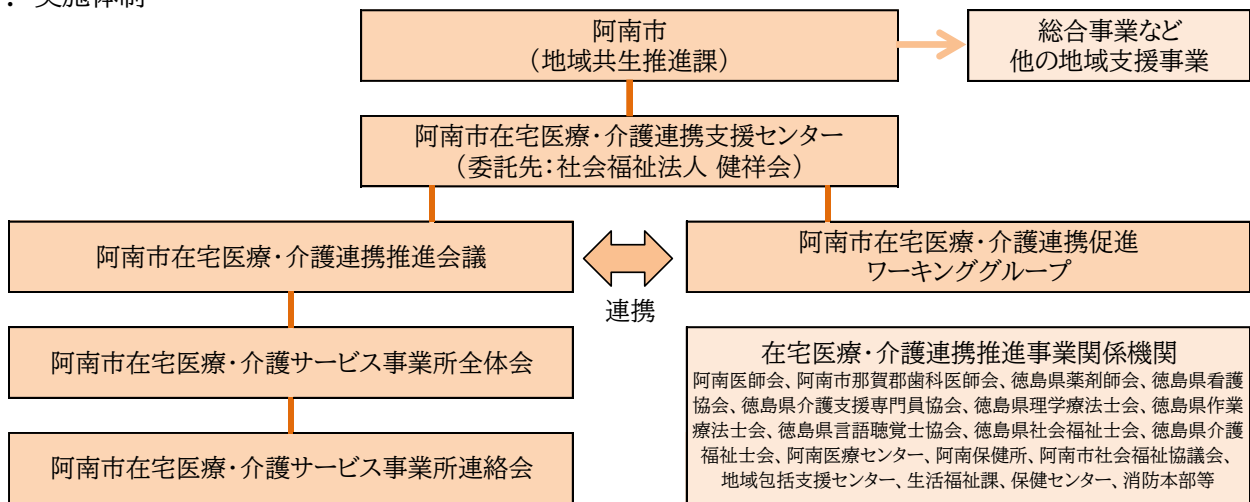 ：実施体制
阿南市
（地域共生推進課）
総合事業など
他の地域支援事業
阿南市在宅医療・介護連携支援センター
（委託先：社会福祉法人 健祥会）
阿南市在宅医療・介護連携推進会議
連携
阿南市在宅医療・介護連携促進
ワーキンググループ
阿南市在宅医療・介護サービス事業所全体会
阿南市在宅医療・介護サービス事業所連絡会
在宅医療・介護連携推進事業関係機関
阿南医師会、阿南市那賀郡歯科医師会、徳島県薬剤師会、徳島県看護
協会、徳島県介護支援専門員協会、徳島県理学療法士会、徳島県作業
療法士会、徳島県言語聴覚士協会、徳島県社会福祉士会、徳島県介護
福祉士会、阿南医療センター、阿南保健所、阿南市社会福祉協議会、
地域包括支援センター、生活福祉課、保健センター、消防本部等